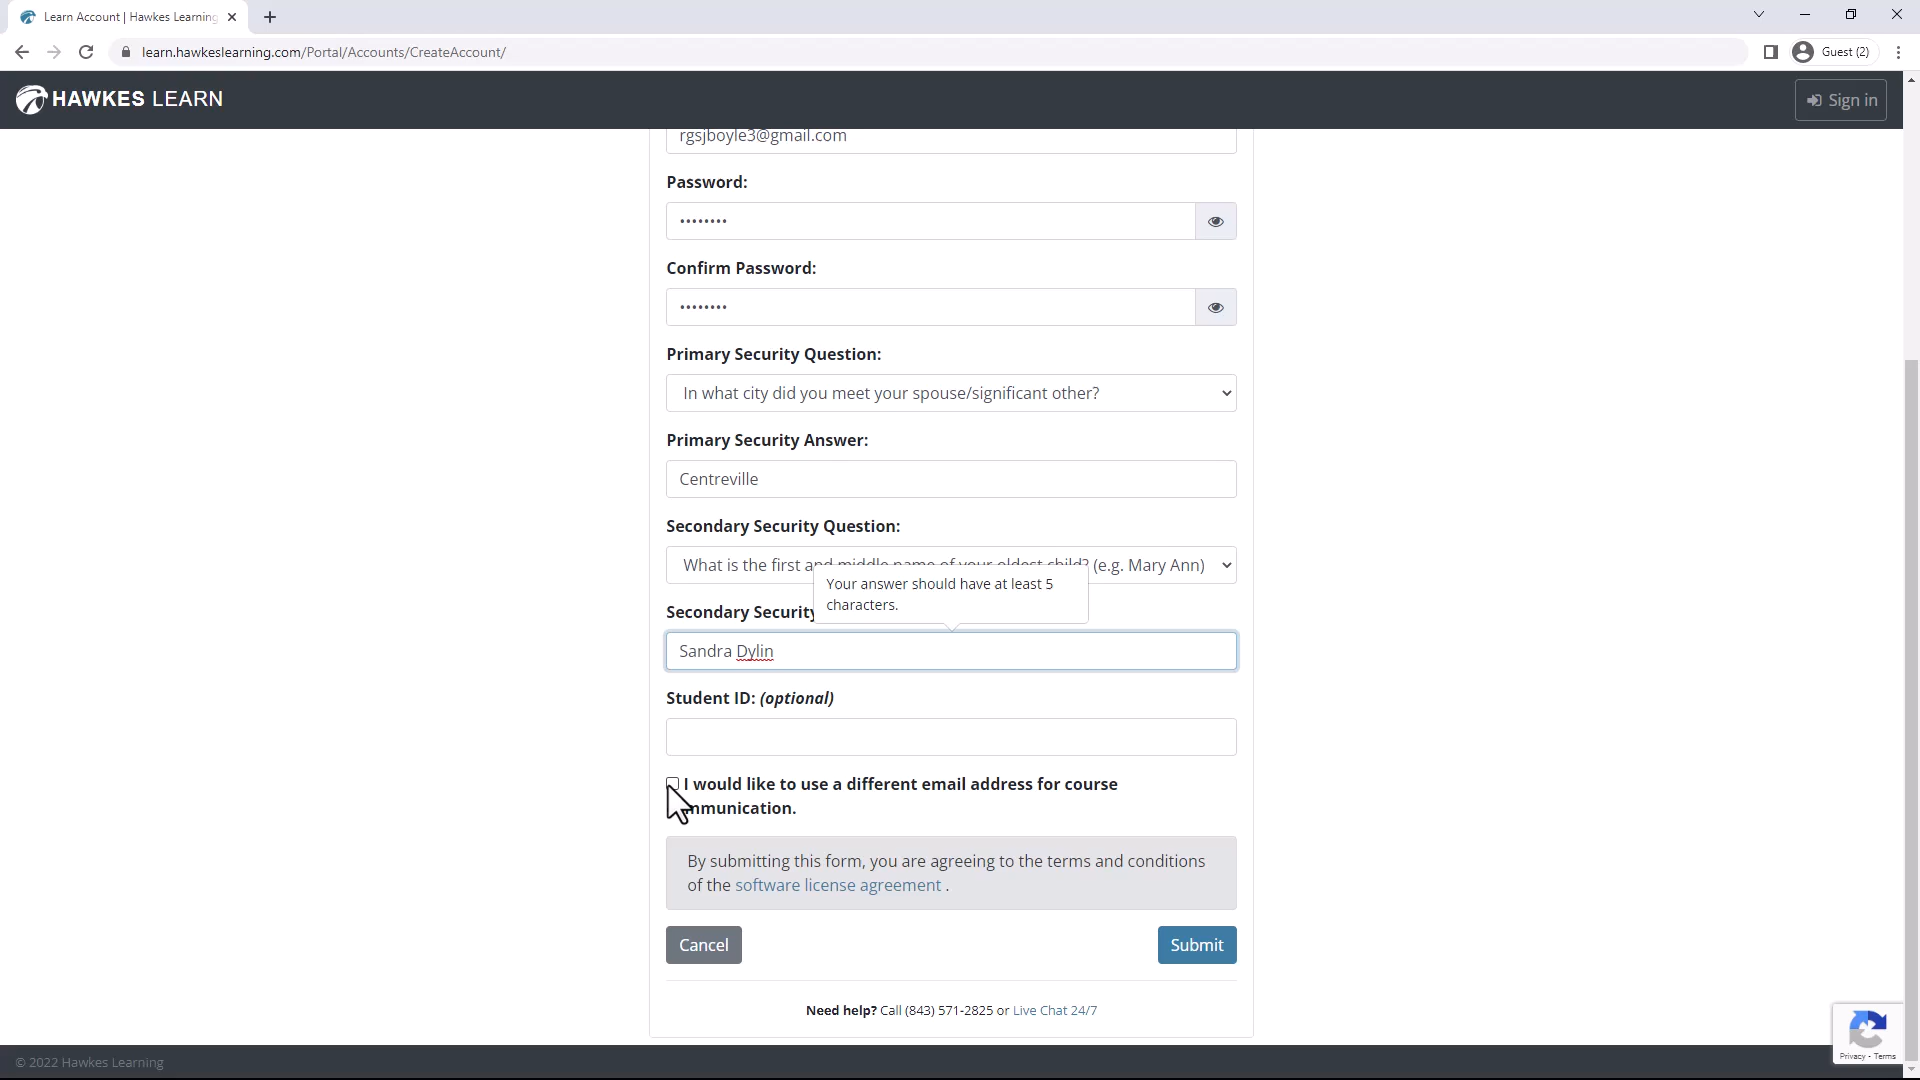 Learn Account | Hawkes Learning
learn.hawkeslearning.com/Portal/Accounts/CreateAccount/
Guest (2)
HAWKES LEARN
Sign in
rgsjboyle3@gmail.com
Password:
••••••••
Confirm Password:
••••••••
Primary Security Question:
In what city did you meet your spouse/significant other?
Primary Security Answer:
Centreville
Secondary Security Question:
What is the first and middle name of your oldest child? (e.g. Mary Ann)
Your answer should have at least 5
characters.
Secondary Security
Sandra Dylin
Student ID: (optional)
I would like to use a different email address for course
mmunication.
By submitting this form, you are agreeing to the terms and conditions
of the software license agreement .
Cancel
Submit
Need help? Call (843) 571-2825 or Live Chat 24/7
Privacy - Terms
© 2022 Hawkes Learning